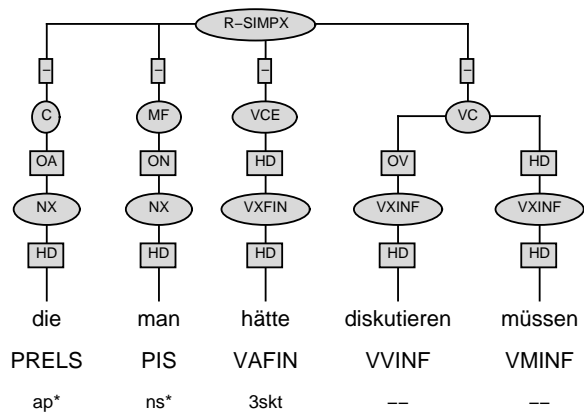 R–SIMPX
– – – –
C MF VCE VC
OA ON HD OV HD
NX NX VXFIN VXINF VXINF
HD HD HD HD HD
die man hätte diskutieren müssen
PRELS PIS VAFIN VVINF VMINF
ap* ns* 3skt –– ––